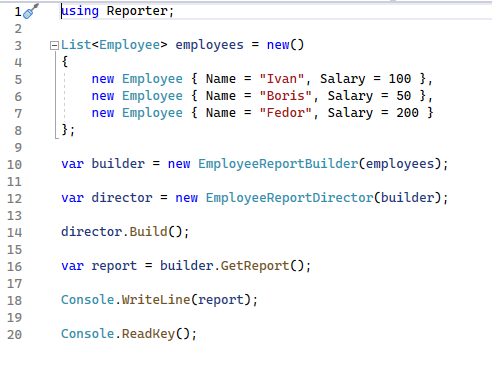 1 using Reporter;
2
3 List<Employee> employees = new()
4 {
5     new Employee { Name = "Ivan", Salary = 100 },
6     new Employee { Name = "Boris", Salary = 50 },
7     new Employee { Name = "Fedor", Salary = 200 }
8 };
9
10 var builder = new EmployeeReportBuilder(employees);
11
12 var director = new EmployeeReportDirector(builder);
13
14 director.Build();
15
16 var report = builder.GetReport();
17
18 Console.WriteLine(report);
19
20 Console.ReadKey();